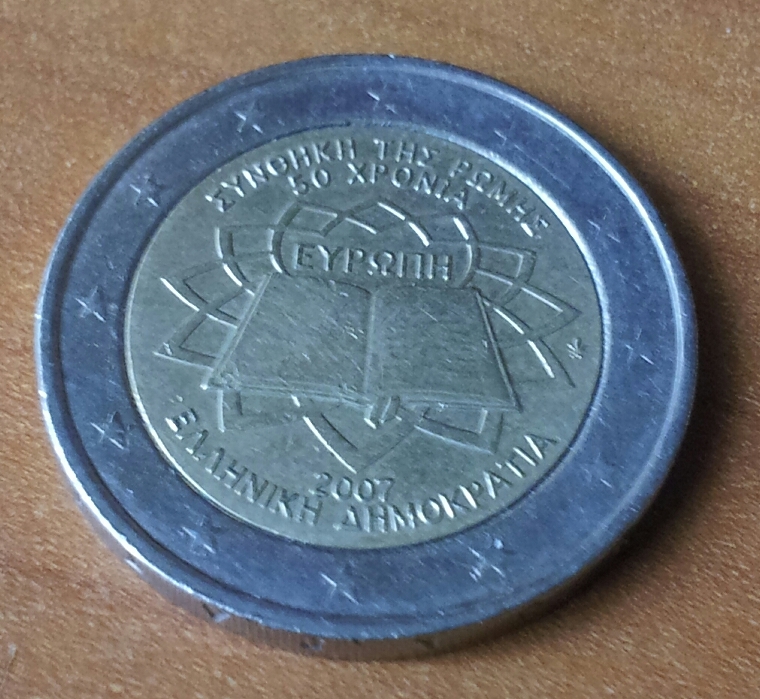 ΣΥΝΘΗΚΗ ΤΗΣ ΡΩΜΗΣ
50 ΧΡΟΝΙΑ
ΕΥΡΩΠΗ
2007
ΕΛΛΗΝΙΚΗ ΔΗΜΟΚΡΑΤΙΑ